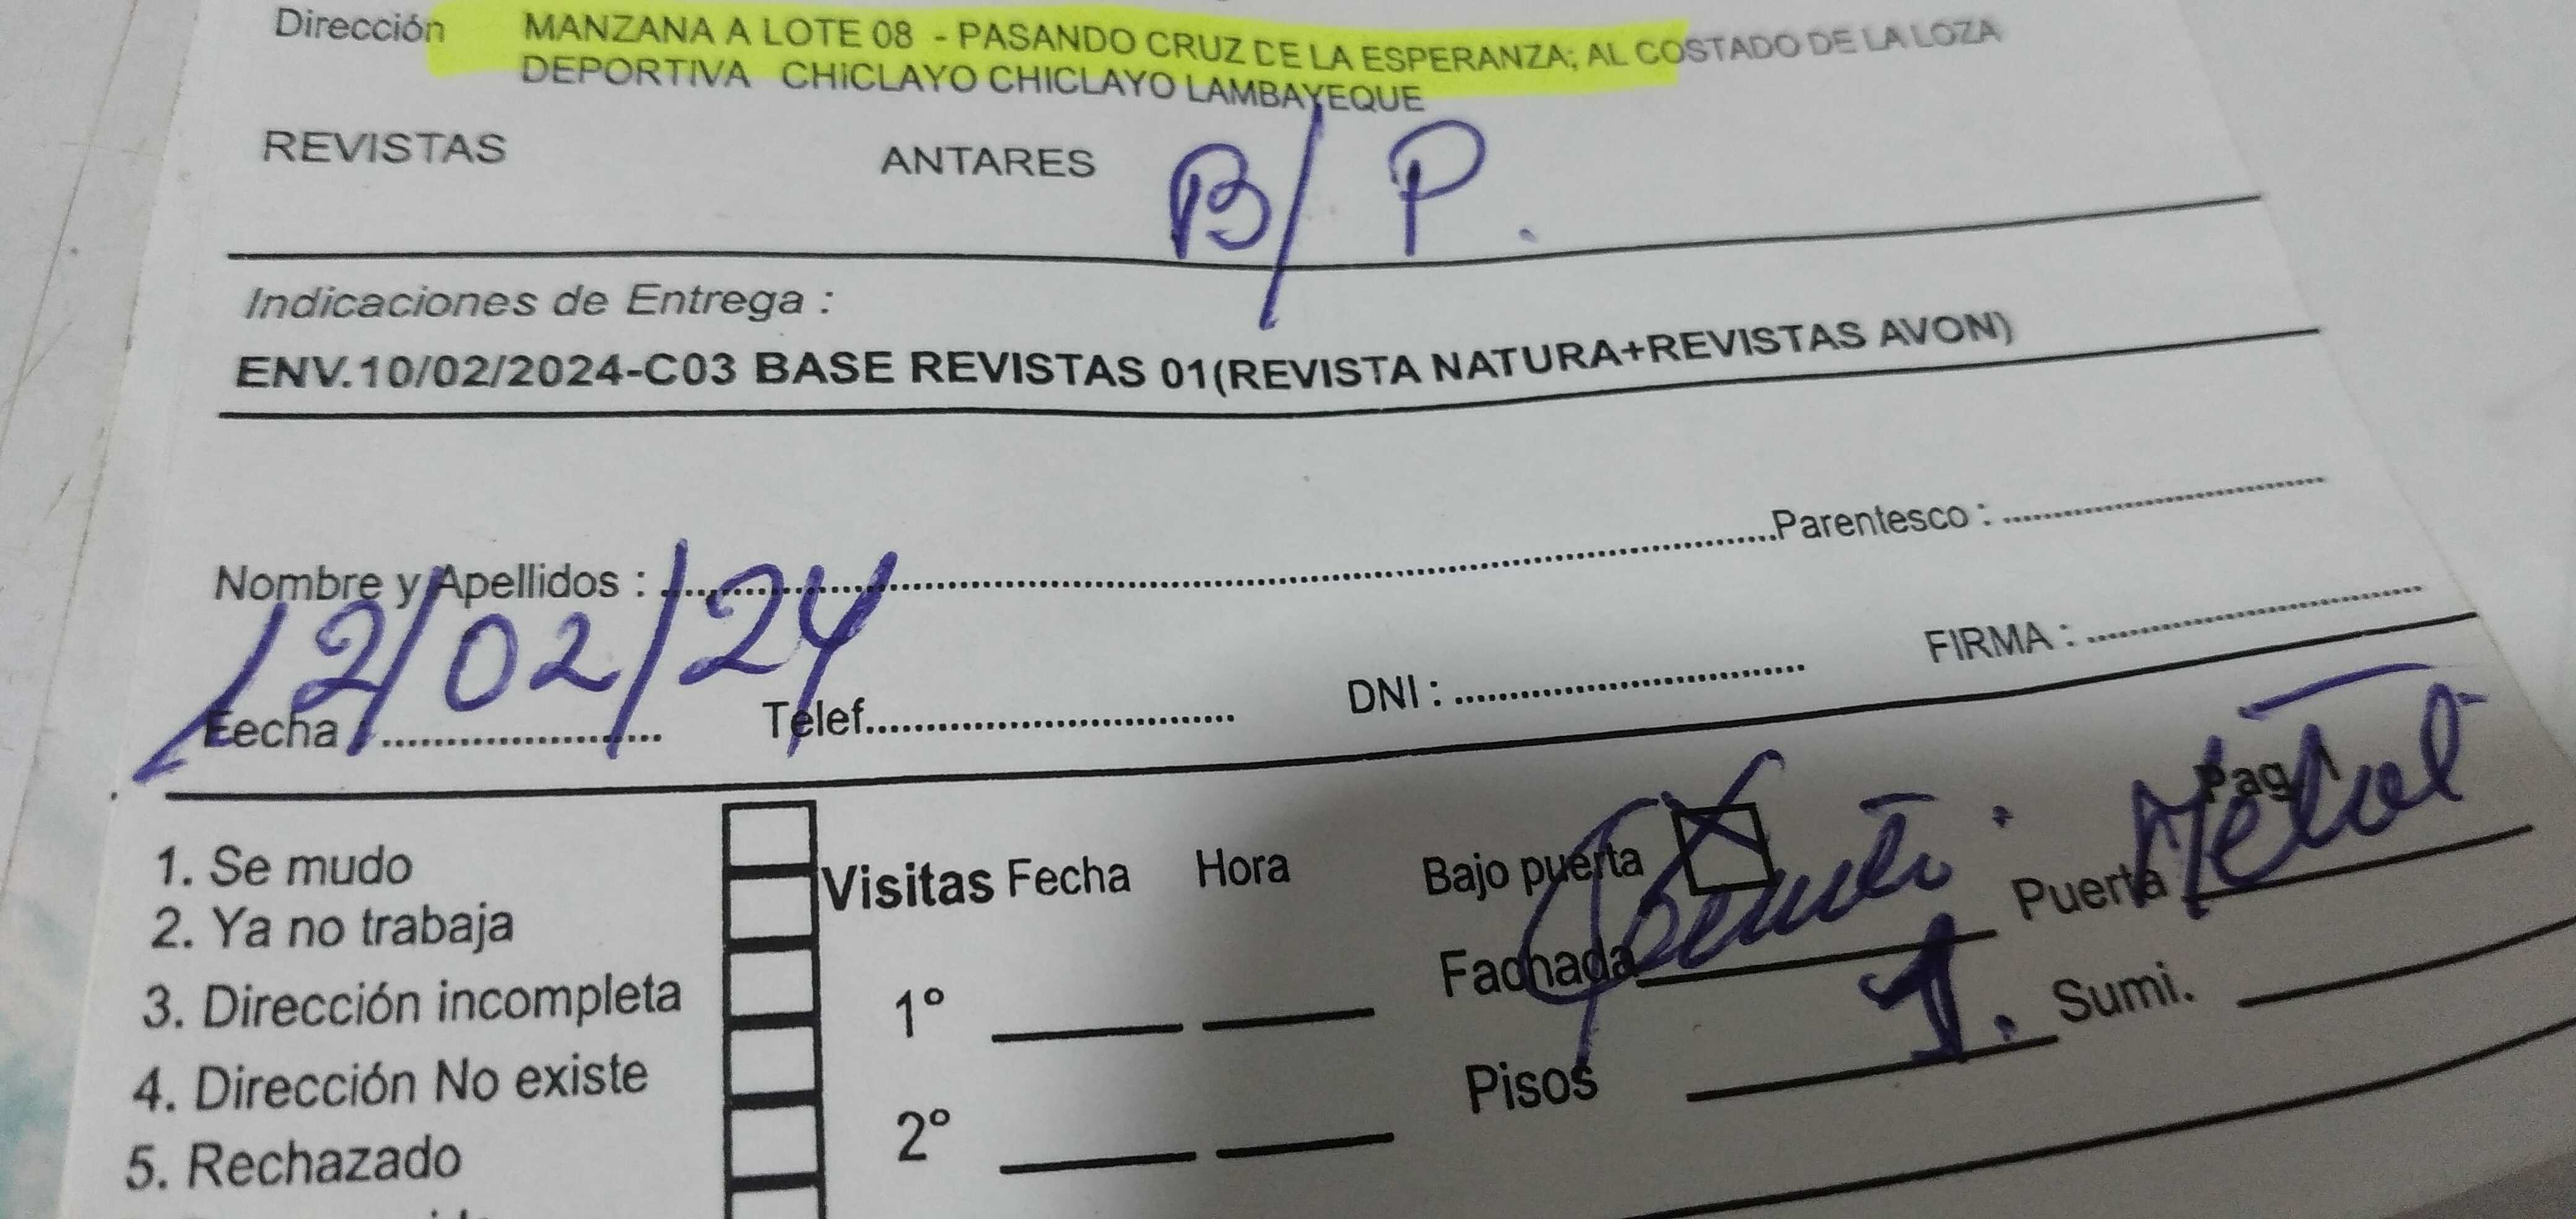 Dirección MANZANA A LOTE 08 - PASANDO CRUZ DE LA ESPERANZA; AL COSTADO DE LA LOZA
DEPORTIVA CHICLAYO CHICLAYO LAMBAYEQUE
REVISTAS ANTARES B/P.
Indicaciones de Entrega :
ENV.10/02/2024-C03 BASE REVISTAS 01(REVISTA NATURA+REVISTAS AVON)
Nombre y Apellidos : Parentesco :
12/02/24
Fecha : Telef. DNI : FIRMA :
Pag
1. Se mudo
Visitas Fecha Hora Bajo puerta X
2. Ya no trabaja
Fachada Puerta Metal
3. Dirección incompleta
1° Pisos 1. Sumi.
4. Dirección No existe
2°
5. Rechazado